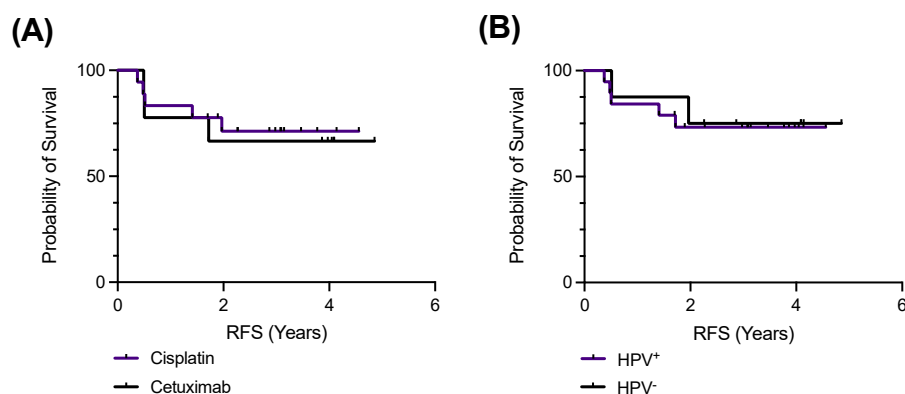 (A)
Probability of Survival
100
50
0
0 2 4 6
RFS (Years)
Cisplatin
Cetuximab
(B)
Probability of Survival
100
50
0
0 2 4 6
RFS (Years)
HPV⁺
HPV⁻